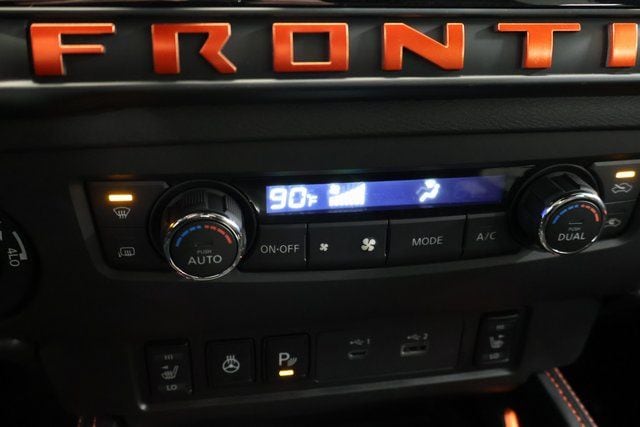 FRONTI
90°F
ON·OFF
MODE
A/C
PUSH
AUTO
PUSH
DUAL
4LO
HI
LO
P
1
2
HI
LO